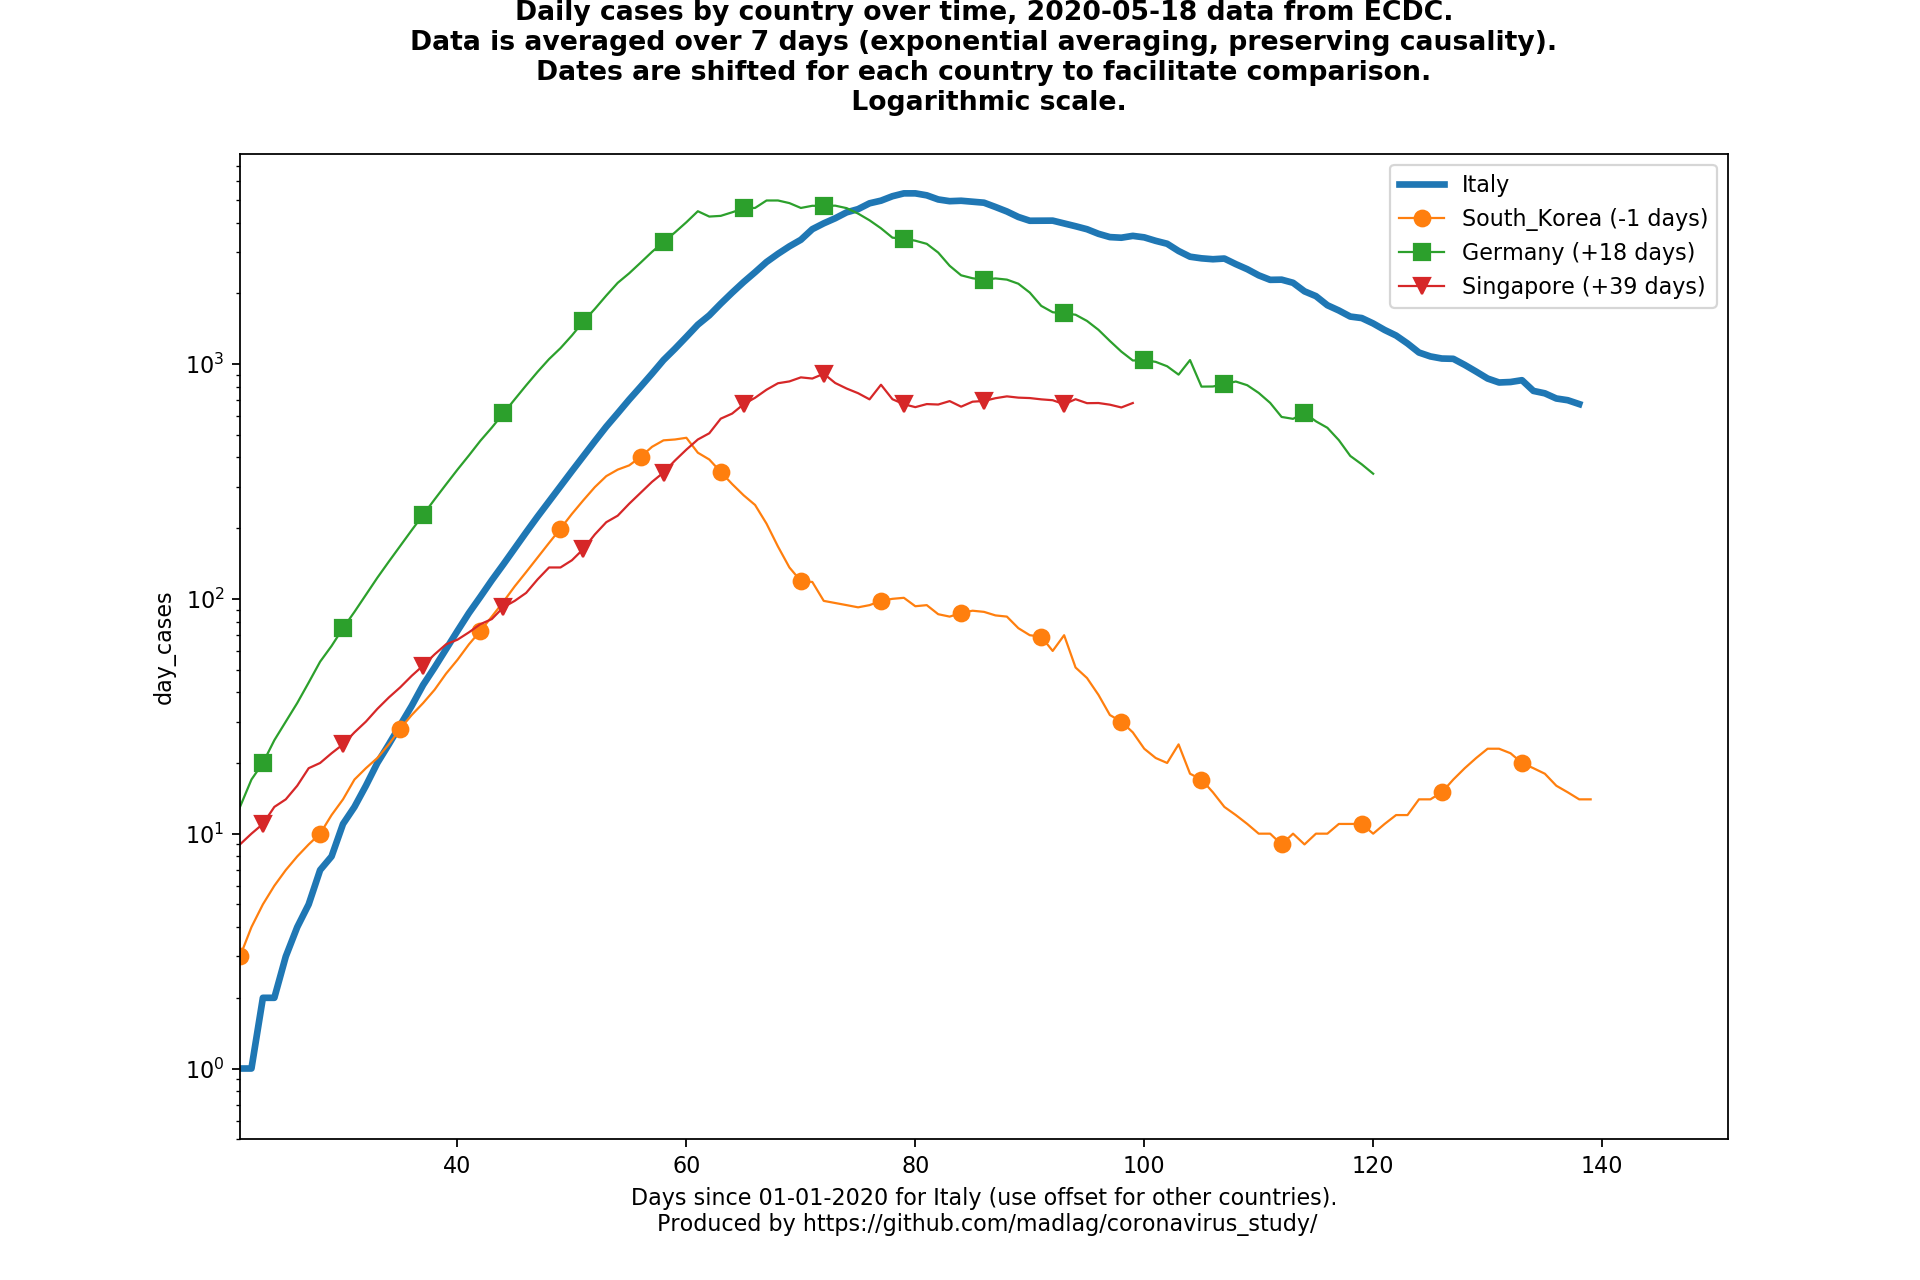 Daily cases by country over time, 2020-05-18 data from ECDC.
Data is averaged over 7 days (exponential averaging, preserving causality).
Dates are shifted for each country to facilitate comparison.
Logarithmic scale.
Italy
South_Korea (-1 days)
Germany (+18 days)
Singapore (+39 days)
10³
10²
10¹
10⁰
day_cases
40 60 80 100 120 140
Days since 01-01-2020 for Italy (use offset for other countries).
Produced by https://github.com/madlag/coronavirus_study/